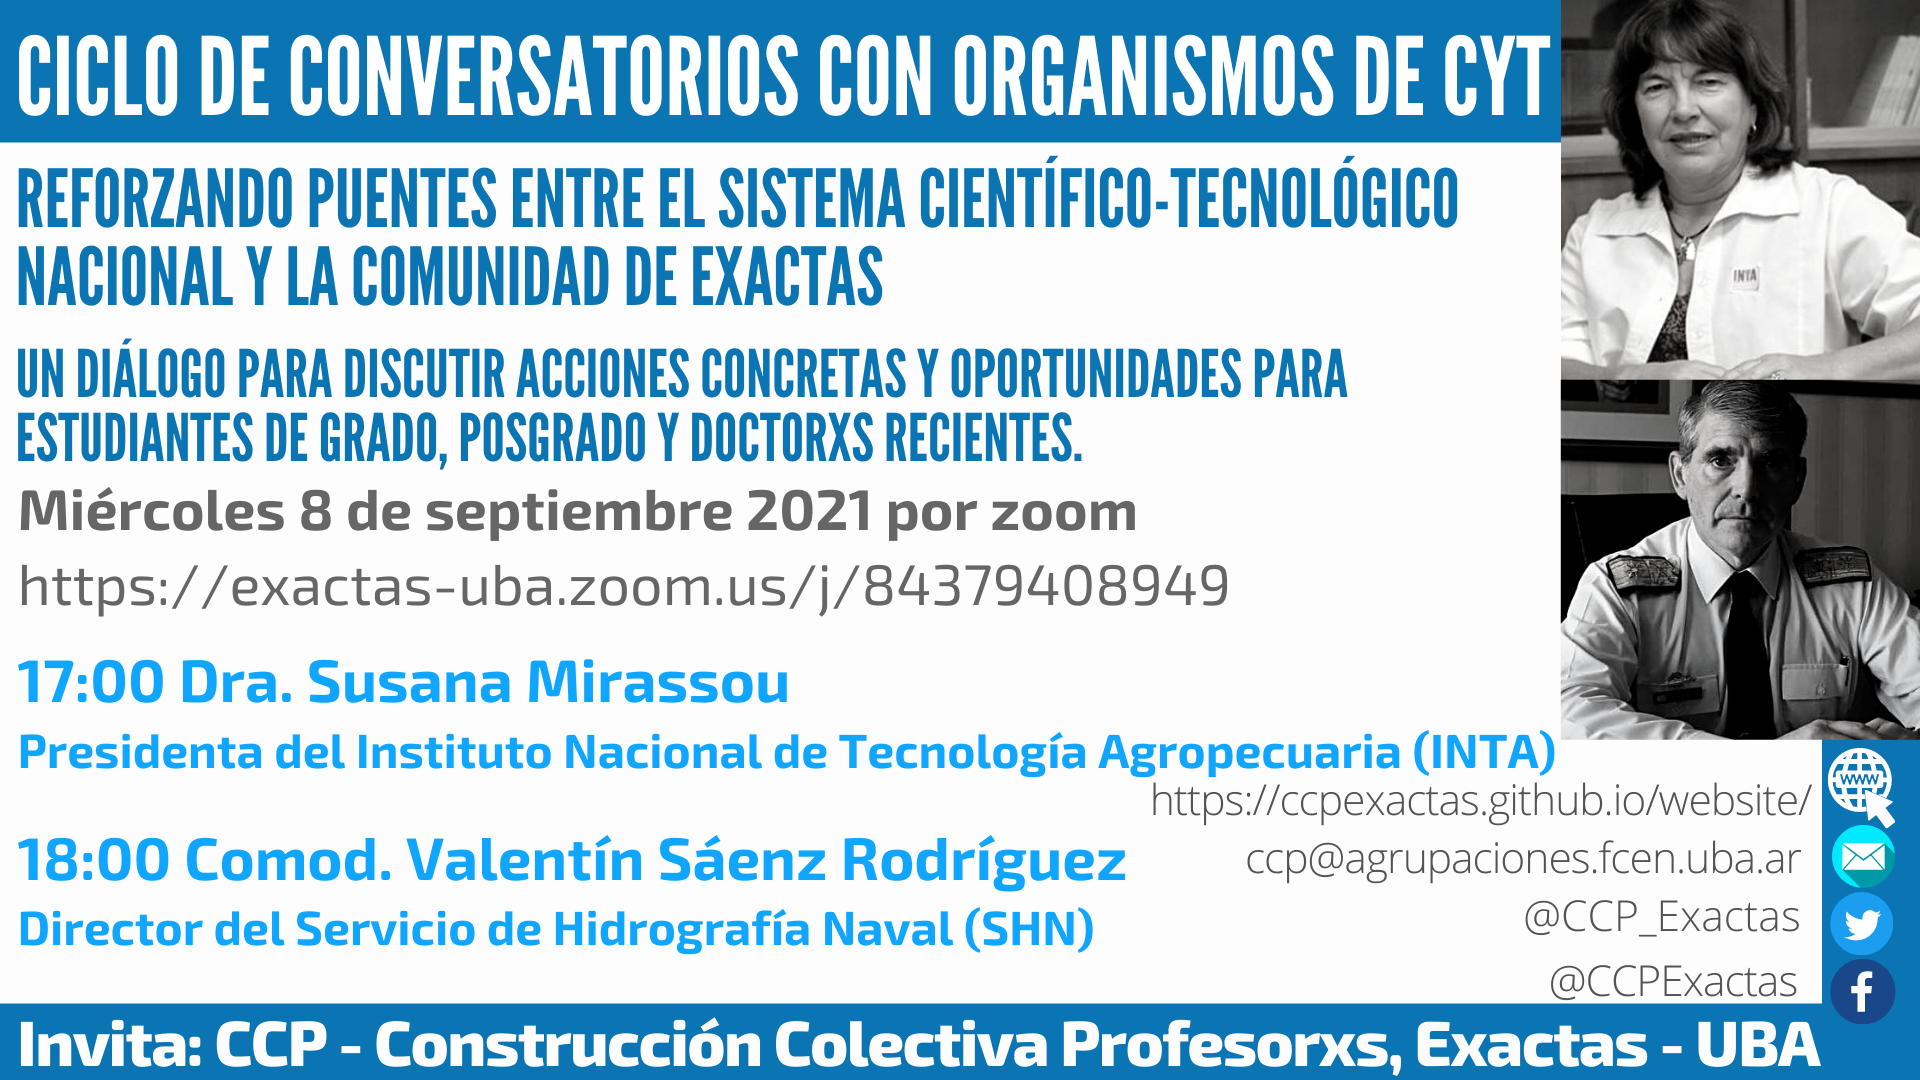 CICLO DE CONVERSATORIOS CON ORGANISMOS DE CYT
REFORZANDO PUENTES ENTRE EL SISTEMA CIENTÍFICO-TECNOLÓGICO
NACIONAL Y LA COMUNIDAD DE EXACTAS
UN DIÁLOGO PARA DISCUTIR ACCIONES CONCRETAS Y OPORTUNIDADES PARA
ESTUDIANTES DE GRADO, POSGRADO Y DOCTORXS RECIENTES.
Miércoles 8 de septiembre 2021 por zoom
https://exactas-uba.zoom.us/j/84379408949
17:00 Dra. Susana Mirassou
Presidenta del Instituto Nacional de Tecnología Agropecuaria (INTA)
18:00 Comod. Valentín Sáenz Rodríguez
Director del Servicio de Hidrografía Naval (SHN)
INTA
https://ccpexactas.github.io/website/
WWW
ccp@agrupaciones.fcen.uba.ar
@CCP_Exactas
@CCPExactas
Invita: CCP - Construcción Colectiva Profesorxs, Exactas - UBA